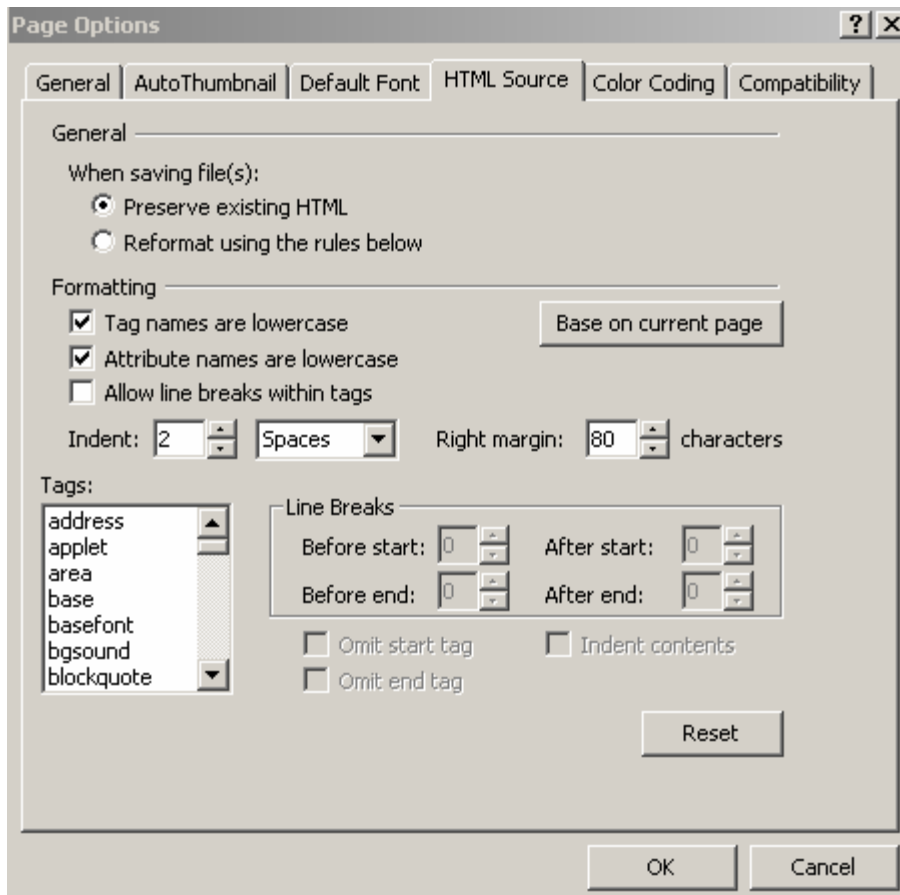 Page Options
General AutoThumbnail Default Font HTML Source Color Coding Compatibility
General
When saving file(s):
Preserve existing HTML
Reformat using the rules below
Formatting
Tag names are lowercase Base on current page
Attribute names are lowercase
Allow line breaks within tags
Indent: 2 Spaces Right margin: 80 characters
Tags:
address
applet
area
base
basefont
bgsound
blockquote
Line Breaks
Before start: 0 After start: 0
Before end: 0 After end: 0
Omit start tag Indent contents
Omit end tag
Reset
OK Cancel